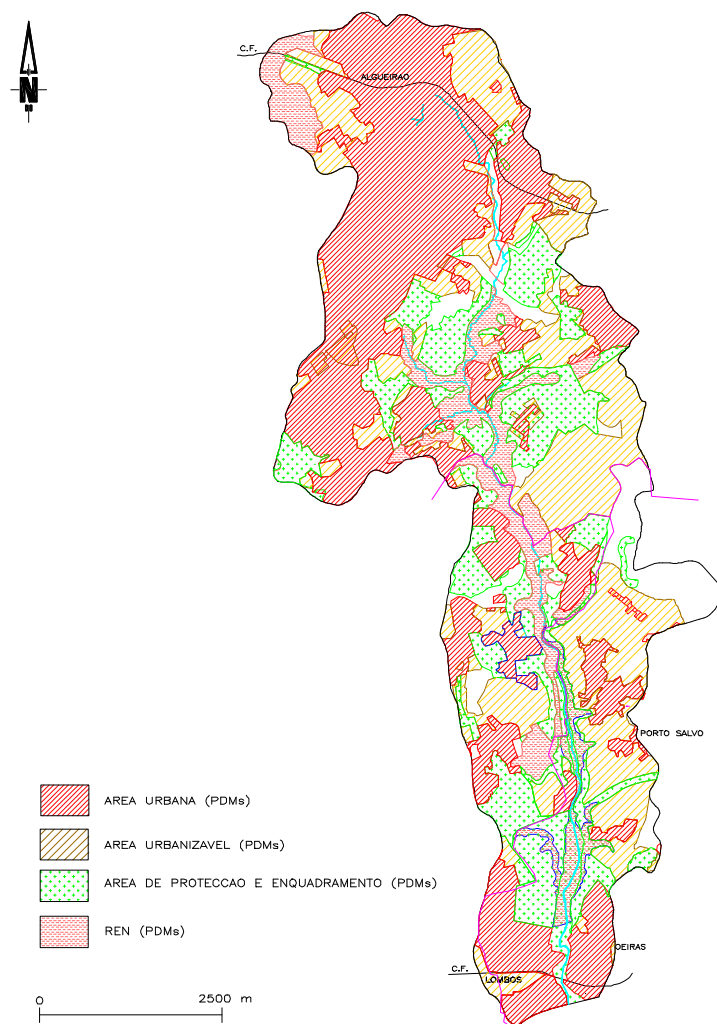 C.F.
ALGUEIRAO
N
PORTO SALVO
AREA URBANA (PDMs)
AREA URBANIZAVEL (PDMs)
AREA DE PROTECCAO E ENQUADRAMENTO (PDMs)
REN (PDMs)
OEIRAS
C.F.
LOMBOS
0 2500 m